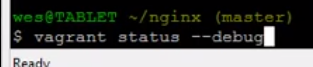 wes@TABLET ~/nginx (master)
$ vagrant status --debug
Ready